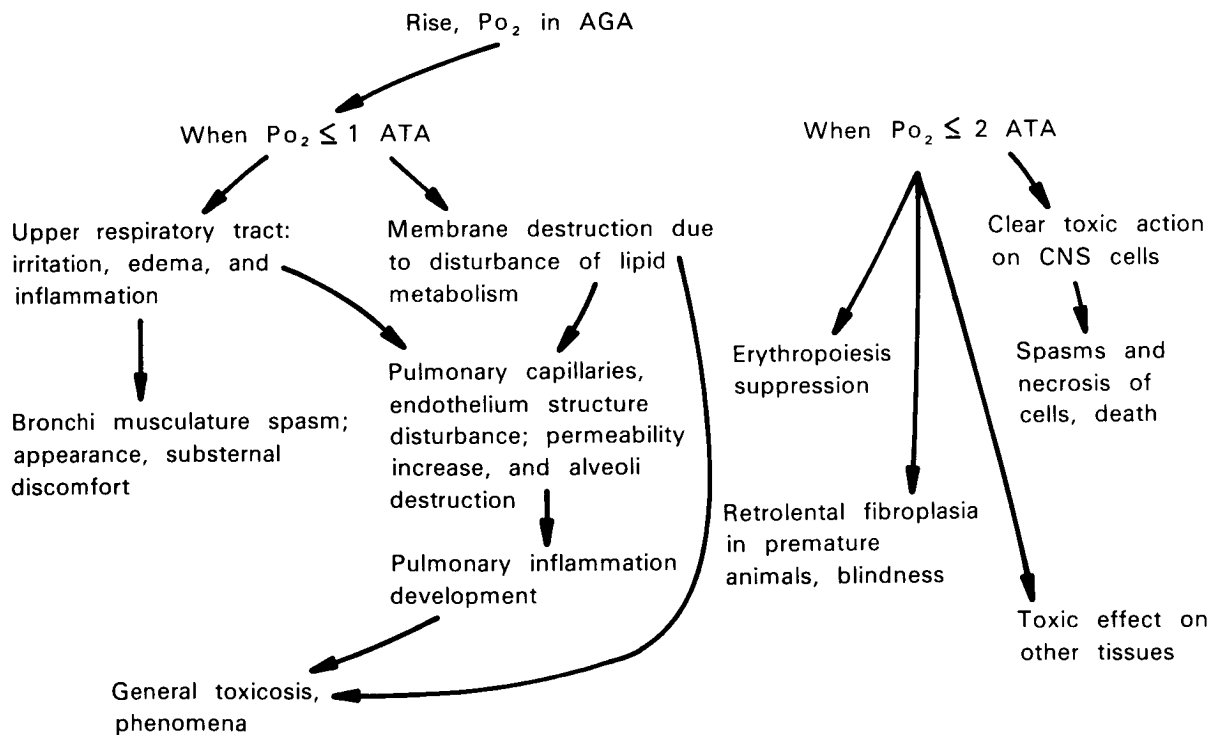 Rise, Po₂ in AGA
When Po₂ ≤ 1 ATA
When Po₂ ≤ 2 ATA
Upper respiratory tract:
irritation, edema, and
inflammation
Membrane destruction due
to disturbance of lipid
metabolism
Clear toxic action
on CNS cells
Bronchi musculature spasm;
appearance, substernal
discomfort
Pulmonary capillaries,
endothelium structure
disturbance; permeability
increase, and alveoli
destruction
Erythropoiesis
suppression
Spasms and
necrosis of
cells, death
Pulmonary inflammation
development
Retrolental fibroplasia
in premature
animals, blindness
General toxicosis,
phenomena
Toxic effect on
other tissues